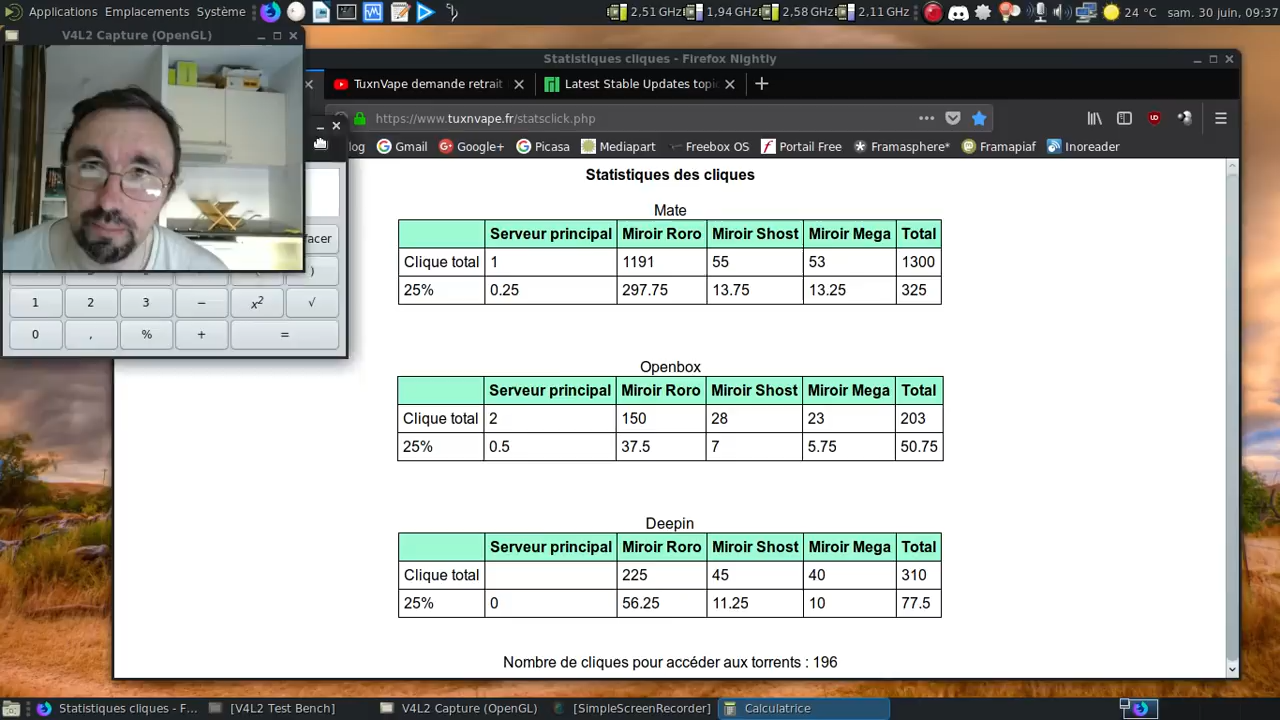 Applications Emplacements Système 2,51 GHz 1,94 GHz 2,58 GHz 2,11 GHz 24 °C sam. 30 juin, 09:37
V4L2 Capture (OpenGL)
Statistiques cliques - Firefox Nightly
TuxnVape demande retrait
Latest Stable Updates topi
https://www.tuxnvape.fr/statsclick.php
log Gmail Google+ Picasa Mediapart Freebox OS Portail Free Framasphere* Framapiaf Inoreader
Statistiques des cliques
Mate
Serveur principal Miroir Roro Miroir Shost Miroir Mega Total
Clique total 1 1191 55 53 1300
25% 0.25 297.75 13.75 13.25 325
facer
)
1 2 3 − x² √
0 , % + =
Openbox
Serveur principal Miroir Roro Miroir Shost Miroir Mega Total
Clique total 2 150 28 23 203
25% 0.5 37.5 7 5.75 50.75
Deepin
Serveur principal Miroir Roro Miroir Shost Miroir Mega Total
Clique total 225 45 40 310
25% 0 56.25 11.25 10 77.5
Nombre de cliques pour accéder aux torrents : 196
Statistiques cliques - F... [V4L2 Test Bench] V4L2 Capture (OpenGL) [SimpleScreenRecorder] Calculatrice